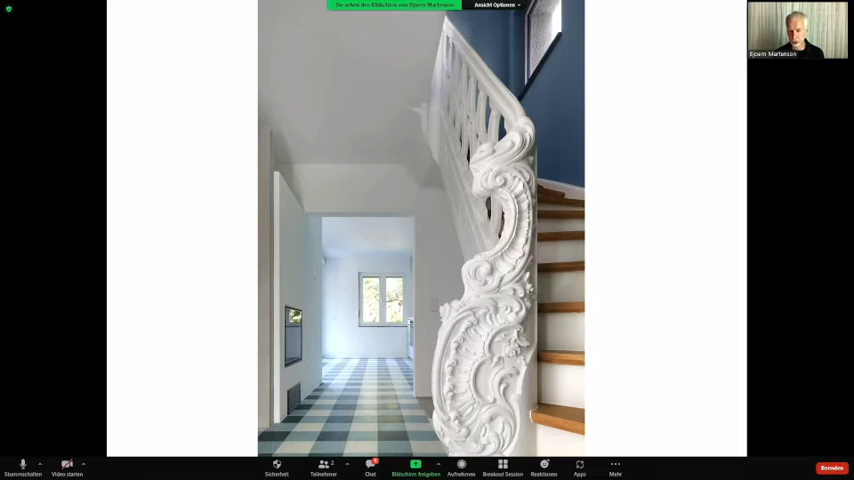 Sie sehen den Bildschirm von Bjoern Martenson
Ansicht Optionen
Bjoern Martenson
Stummschalten
Video starten
Sicherheit
2
Teilnehmer
Chat
Bildschirm freigeben
Aufnehmen
Breakout Session
Reaktionen
Apps
Mehr
Beenden